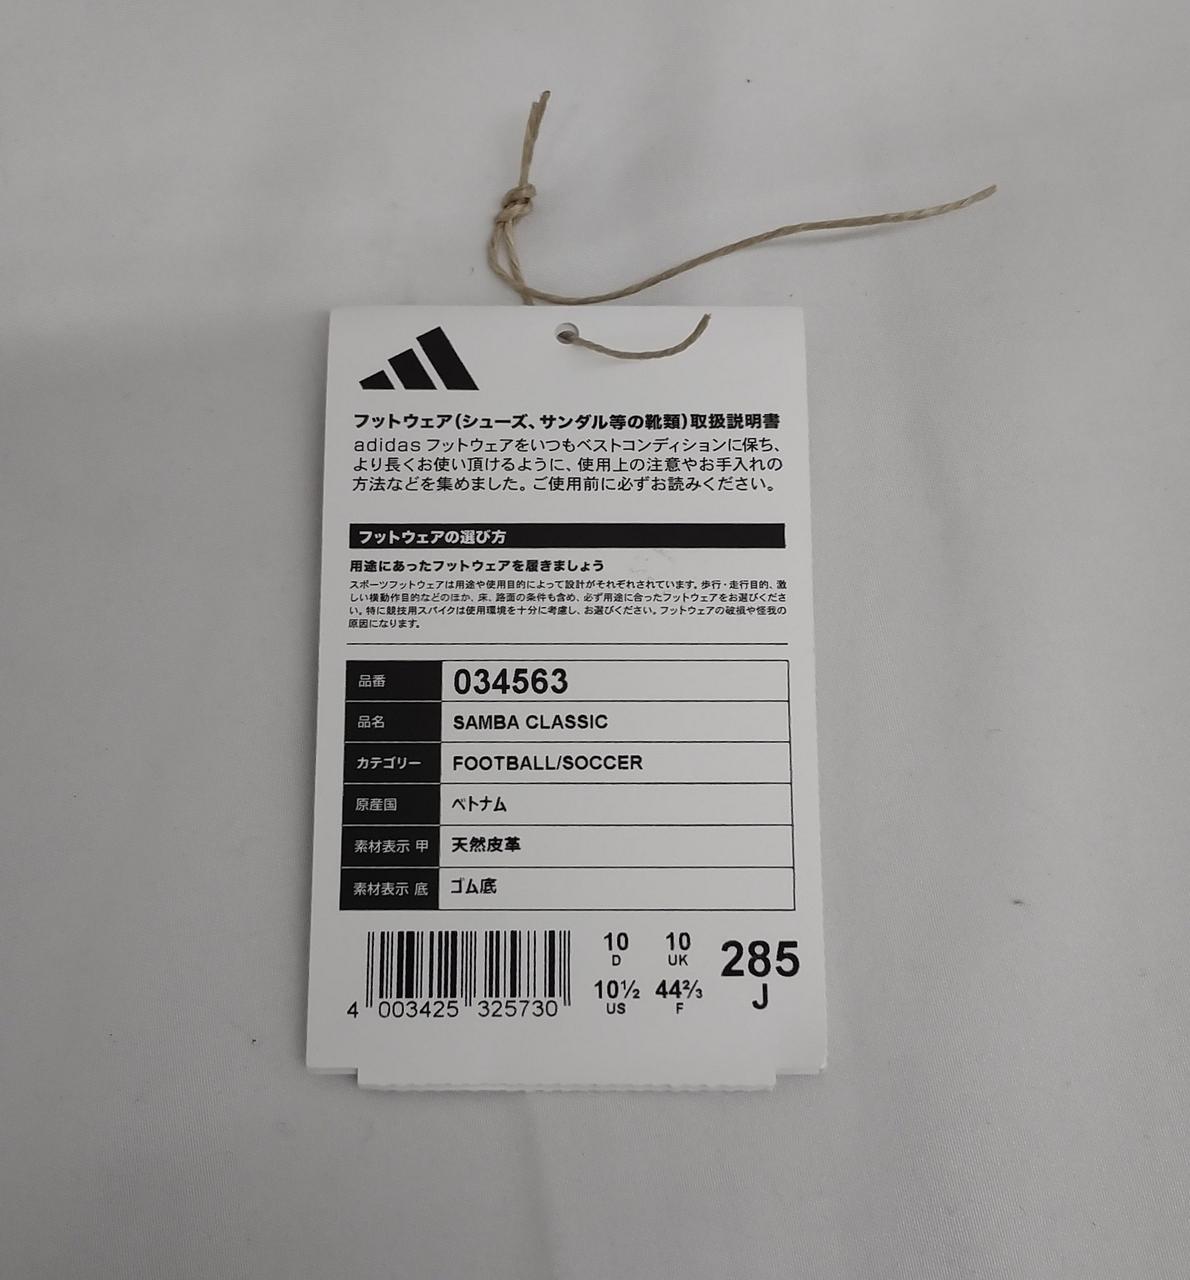 フットウェア(シューズ、サンダル等の靴類)取扱説明書
adidas フットウェアをいつもベストコンディションに保ち、
より長くお使い頂けるように、使用上の注意やお手入れの
方法などを集めました。ご使用前に必ずお読みください。
フットウェアの選び方
用途にあったフットウェアを履きましょう
スポーツフットウェアは用途や使用目的によって設計がそれぞれされています。歩行・走行目的、激
しい横動作目的などのほか、床、路面の条件も含め、必ず用途に合ったフットウェアをお選びくださ
い。特に競技用スパイクは使用環境を十分に考慮し、お選びください。フットウェアの破損や怪我の
原因になります。
品番 034563
品名 SAMBA CLASSIC
カテゴリー FOOTBALL/SOCCER
原産国 ベトナム
素材表示 甲 天然皮革
素材表示 底 ゴム底
10 10 285
D UK J
10½ 44⅔
US F
4 003425 325730